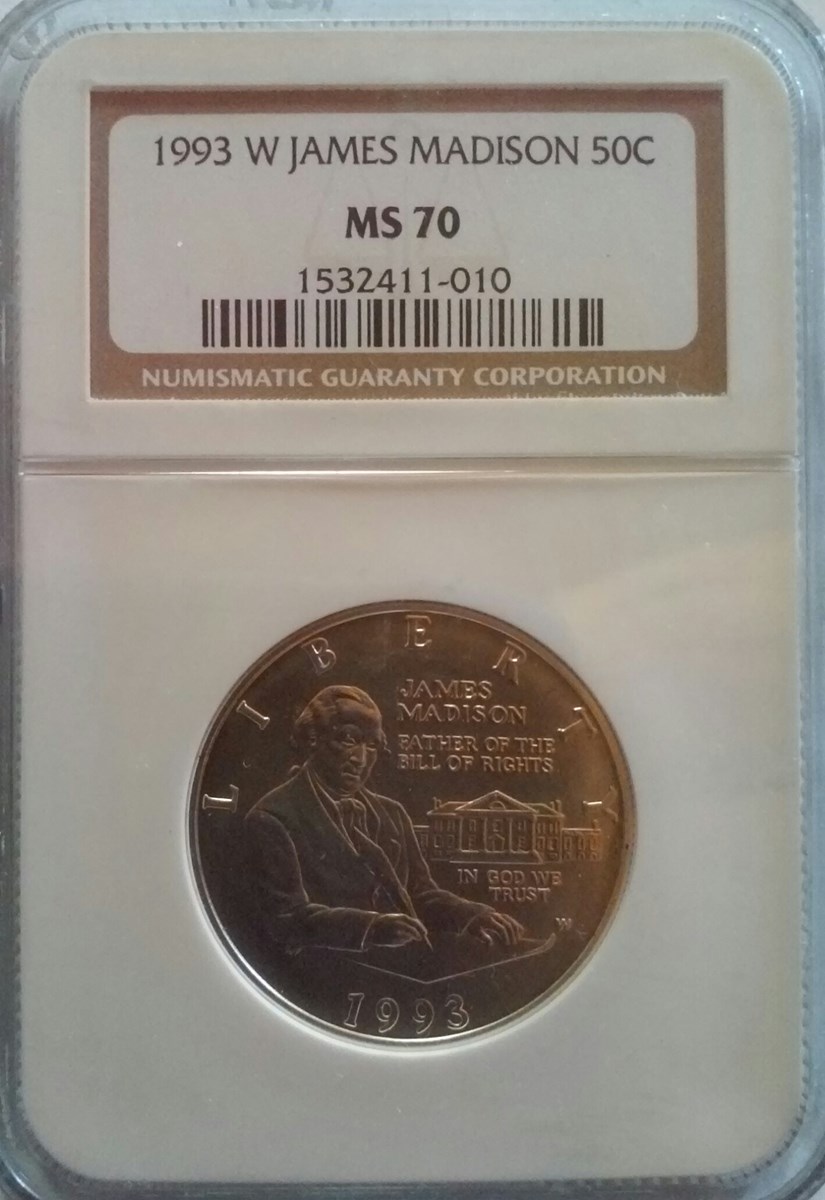 1993 W JAMES MADISON 50C
MS 70
1532411-010
NUMISMATIC GUARANTY CORPORATION
LIBERTY
JAMES
MADISON
FATHER OF THE
BILL OF RIGHTS
IN GOD WE
TRUST
W
1993